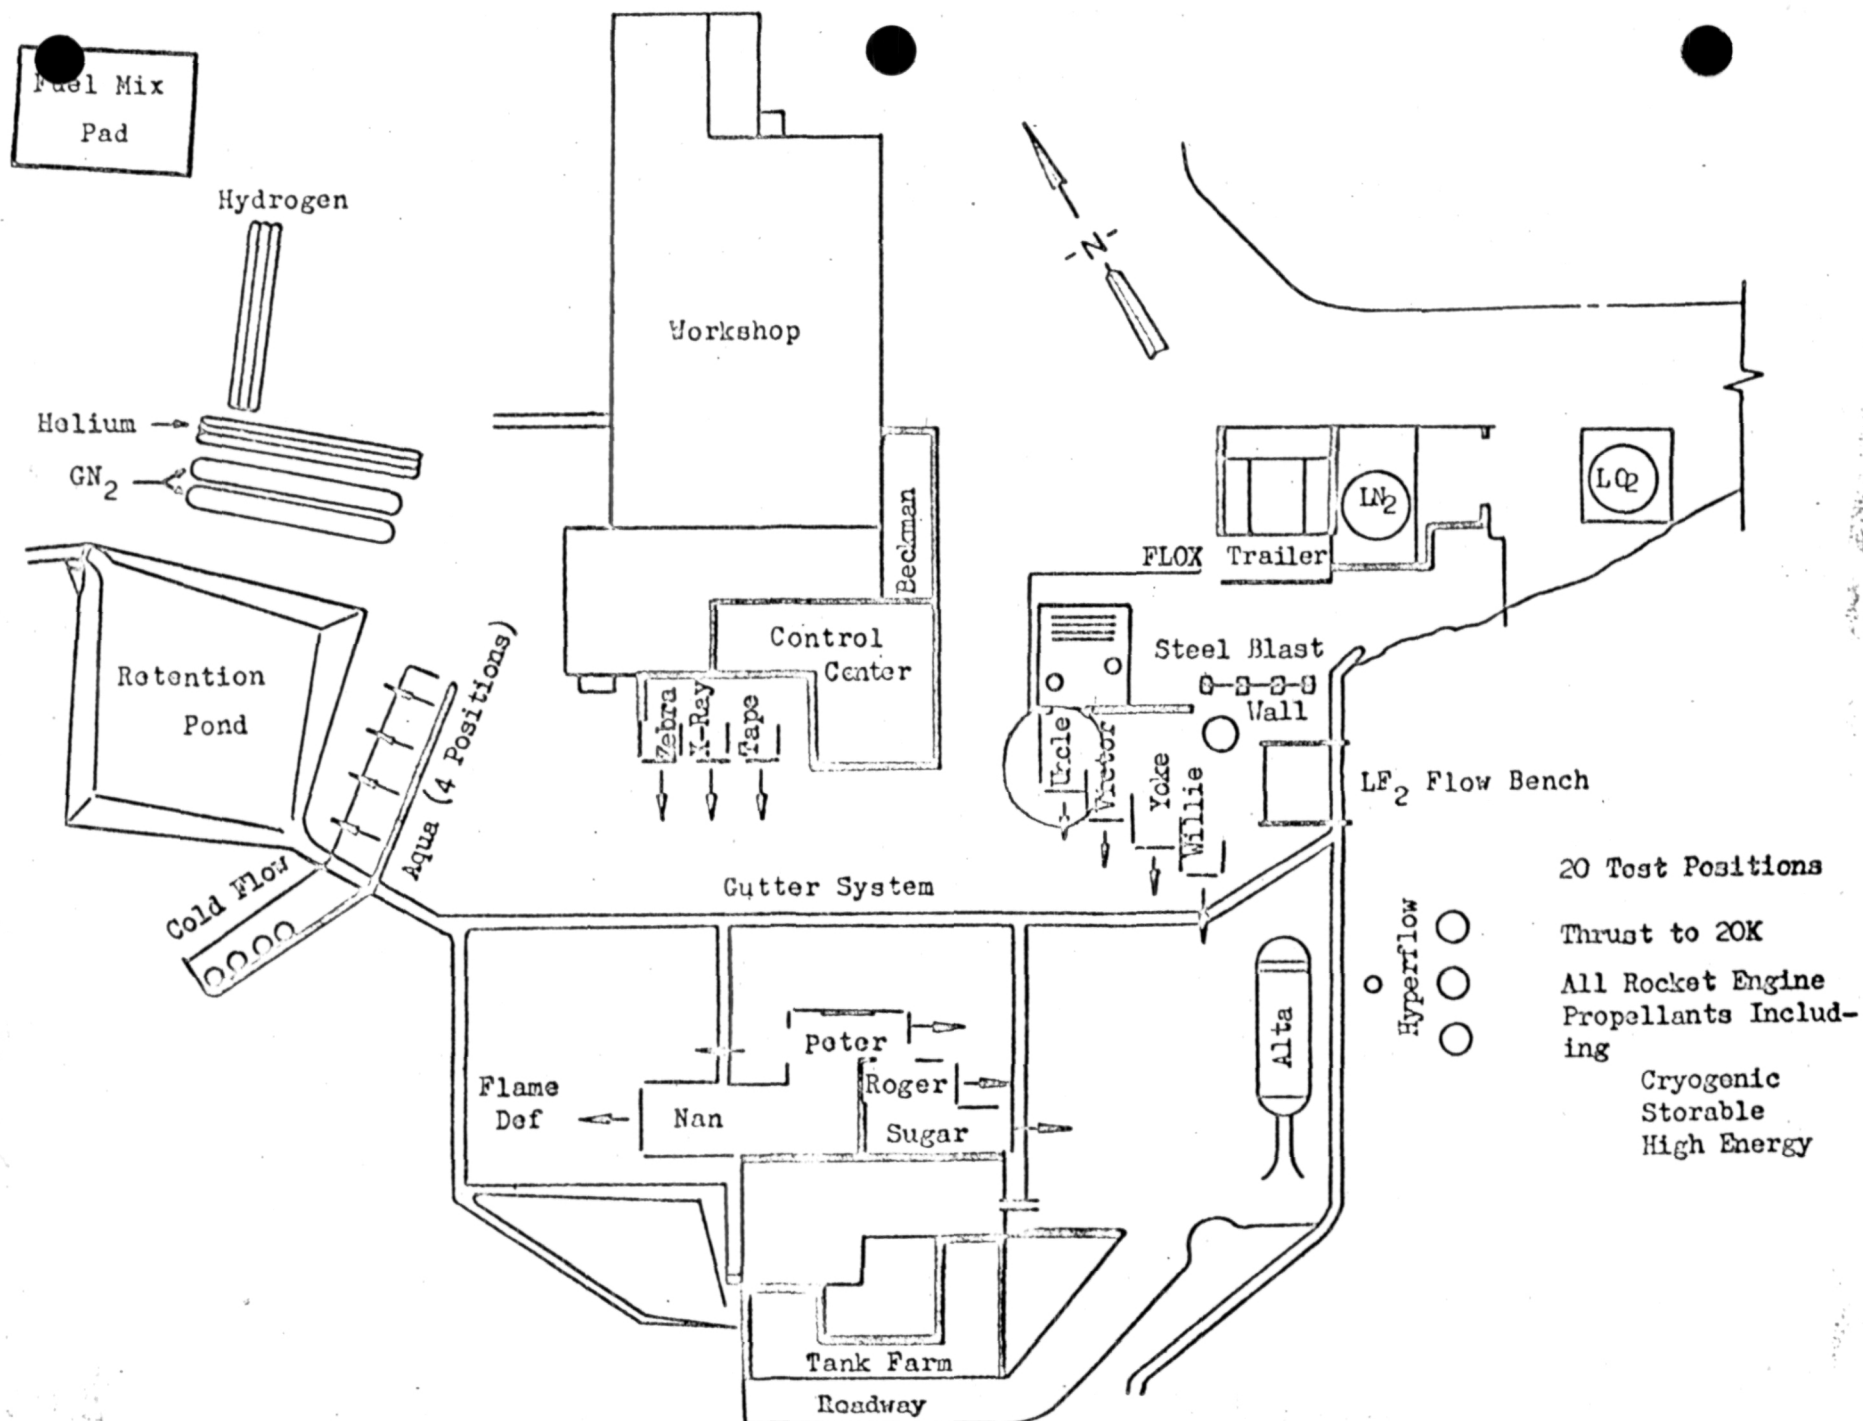 Fuel Mix
Pad
Hydrogen
Helium
GN2
Workshop
N
Beckman
LN2
LO2
FLOX Trailer
Control
Center
Steel Blast
Wall
Retention
Pond
Aqua (4 Positions)
Cold Flow
Zebra
X-Ray
Tape
Uncle
Victor
Yoke
Willie
LF2 Flow Bench
Gutter System
20 Test Positions
Thrust to 20K
All Rocket Engine
Propellants Includ-
ing
Cryogenic
Storable
High Energy
Hyperflow
Alta
Peter
Roger
Sugar
Nan
Flame
Def
Tank Farm
Roadway